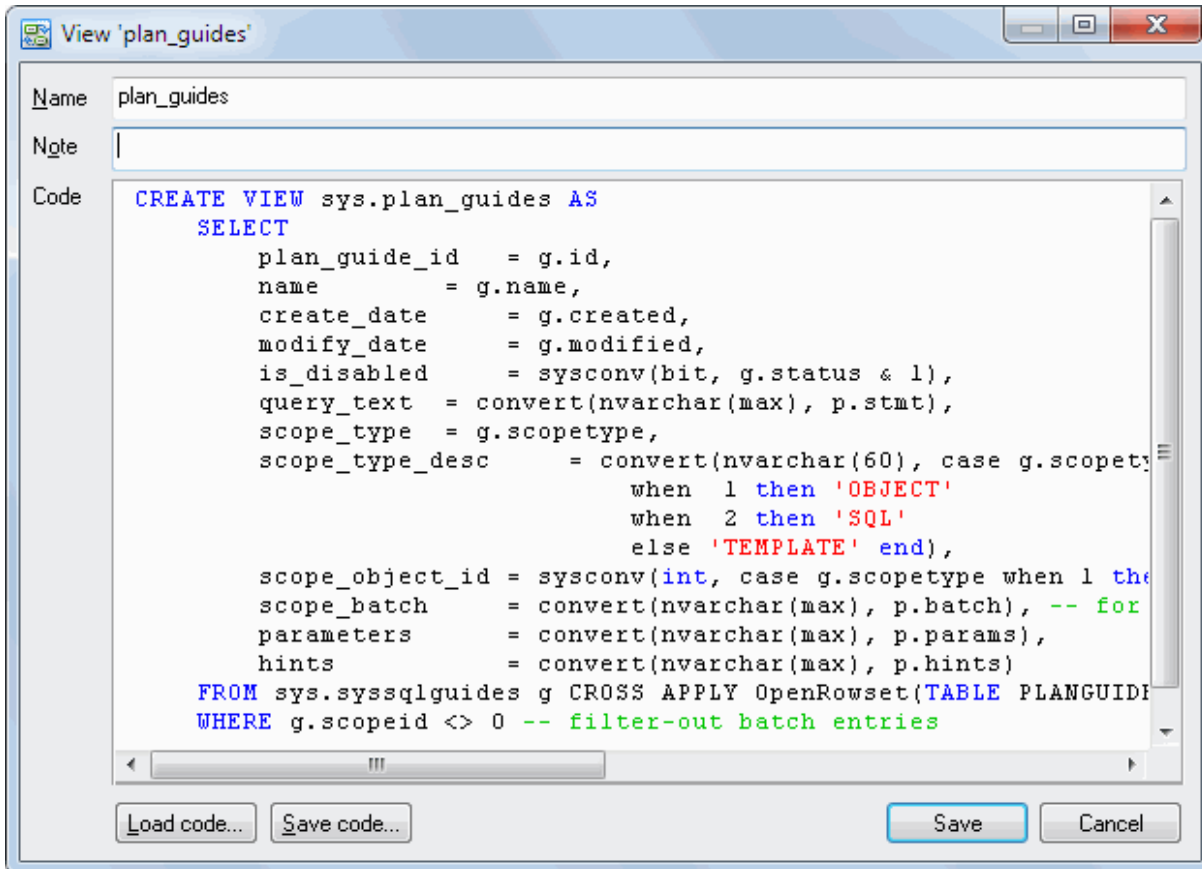 View 'plan_guides'
Name plan_guides
Note
Code
CREATE VIEW sys.plan_guides AS
SELECT
plan_guide_id = g.id,
name = g.name,
create_date = g.created,
modify_date = g.modified,
is_disabled = sysconv(bit, g.status & 1),
query_text = convert(nvarchar(max), p.stmt),
scope_type = g.scopetype,
scope_type_desc = convert(nvarchar(60), case g.scopety
when 1 then 'OBJECT'
when 2 then 'SQL'
else 'TEMPLATE' end),
scope_object_id = sysconv(int, case g.scopetype when 1 the
scope_batch = convert(nvarchar(max), p.batch), -- for
parameters = convert(nvarchar(max), p.params),
hints = convert(nvarchar(max), p.hints)
FROM sys.syssqlguides g CROSS APPLY OpenRowset(TABLE PLANGUIDE
WHERE g.scopeid <> 0 -- filter-out batch entries
Load code... Save code... Save Cancel